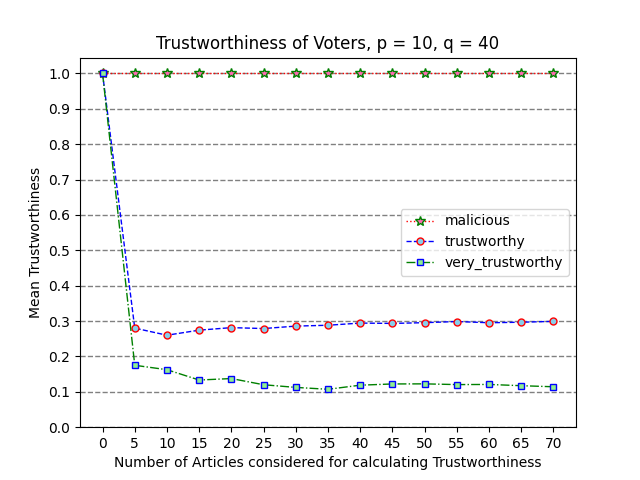 Trustworthiness of Voters, p = 10, q = 40
1.0
0.9
0.8
0.7
0.6
0.5
0.4
0.3
0.2
0.1
0.0
Mean Trustworthiness
malicious
trustworthy
very_trustworthy
0 5 10 15 20 25 30 35 40 45 50 55 60 65 70
Number of Articles considered for calculating Trustworthiness